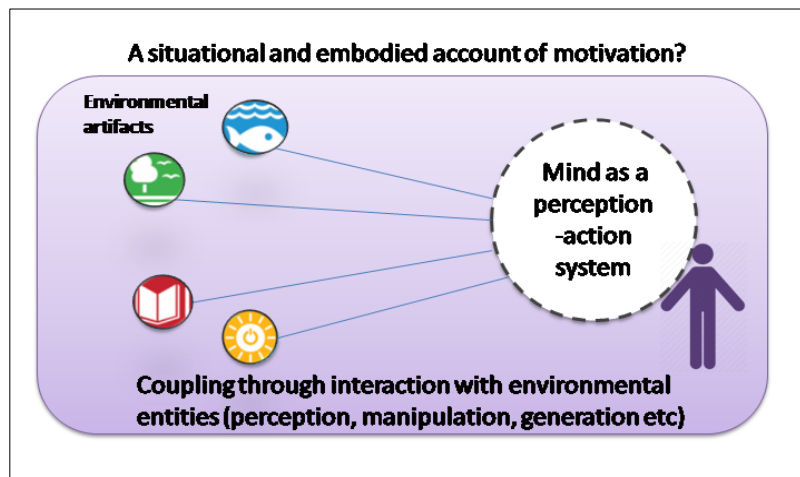 A situational and embodied account of motivation?
Environmental
artifacts
Mind as a
perception
-action
system
Coupling through interaction with environmental
entities (perception, manipulation, generation etc)